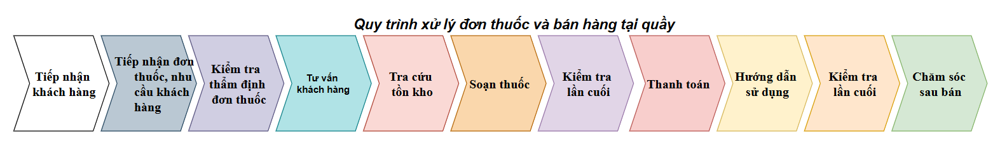 Quy trình xử lý đơn thuốc và bán hàng tại quầy
Tiếp nhận
khách hàng
Tiếp nhận đơn
thuốc, nhu
cầu khách
hàng
Kiểm tra
thẩm định
đơn thuốc
Tư vấn
khách hàng
Tra cứu
tồn kho
Soạn thuốc
Kiểm tra
lần cuối
Thanh toán
Hướng dẫn
sử dụng
Kiểm tra
lần cuối
Chăm sóc
sau bán